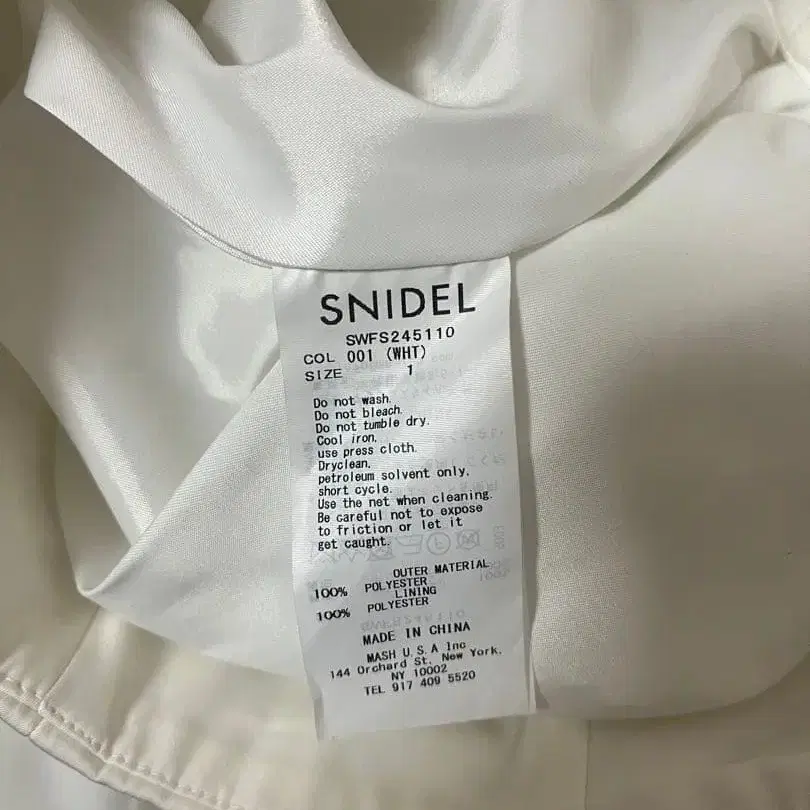 SNIDEL
SWFS245110
COL 001 (WHT)
SIZE 1
Do not wash.
Do not bleach.
Do not tumble dry.
Cool iron,
use press cloth.
Dryclean,
petroleum solvent only,
short cycle.
Use the net when cleaning.
Be careful not to expose
to friction or let it
get caught.
OUTER MATERIAL
100% POLYESTER
LINING
100% POLYESTER
MADE IN CHINA
MASH U.S.A Inc
144 Orchard St. New York,
NY 10002
TEL 917 409 5520